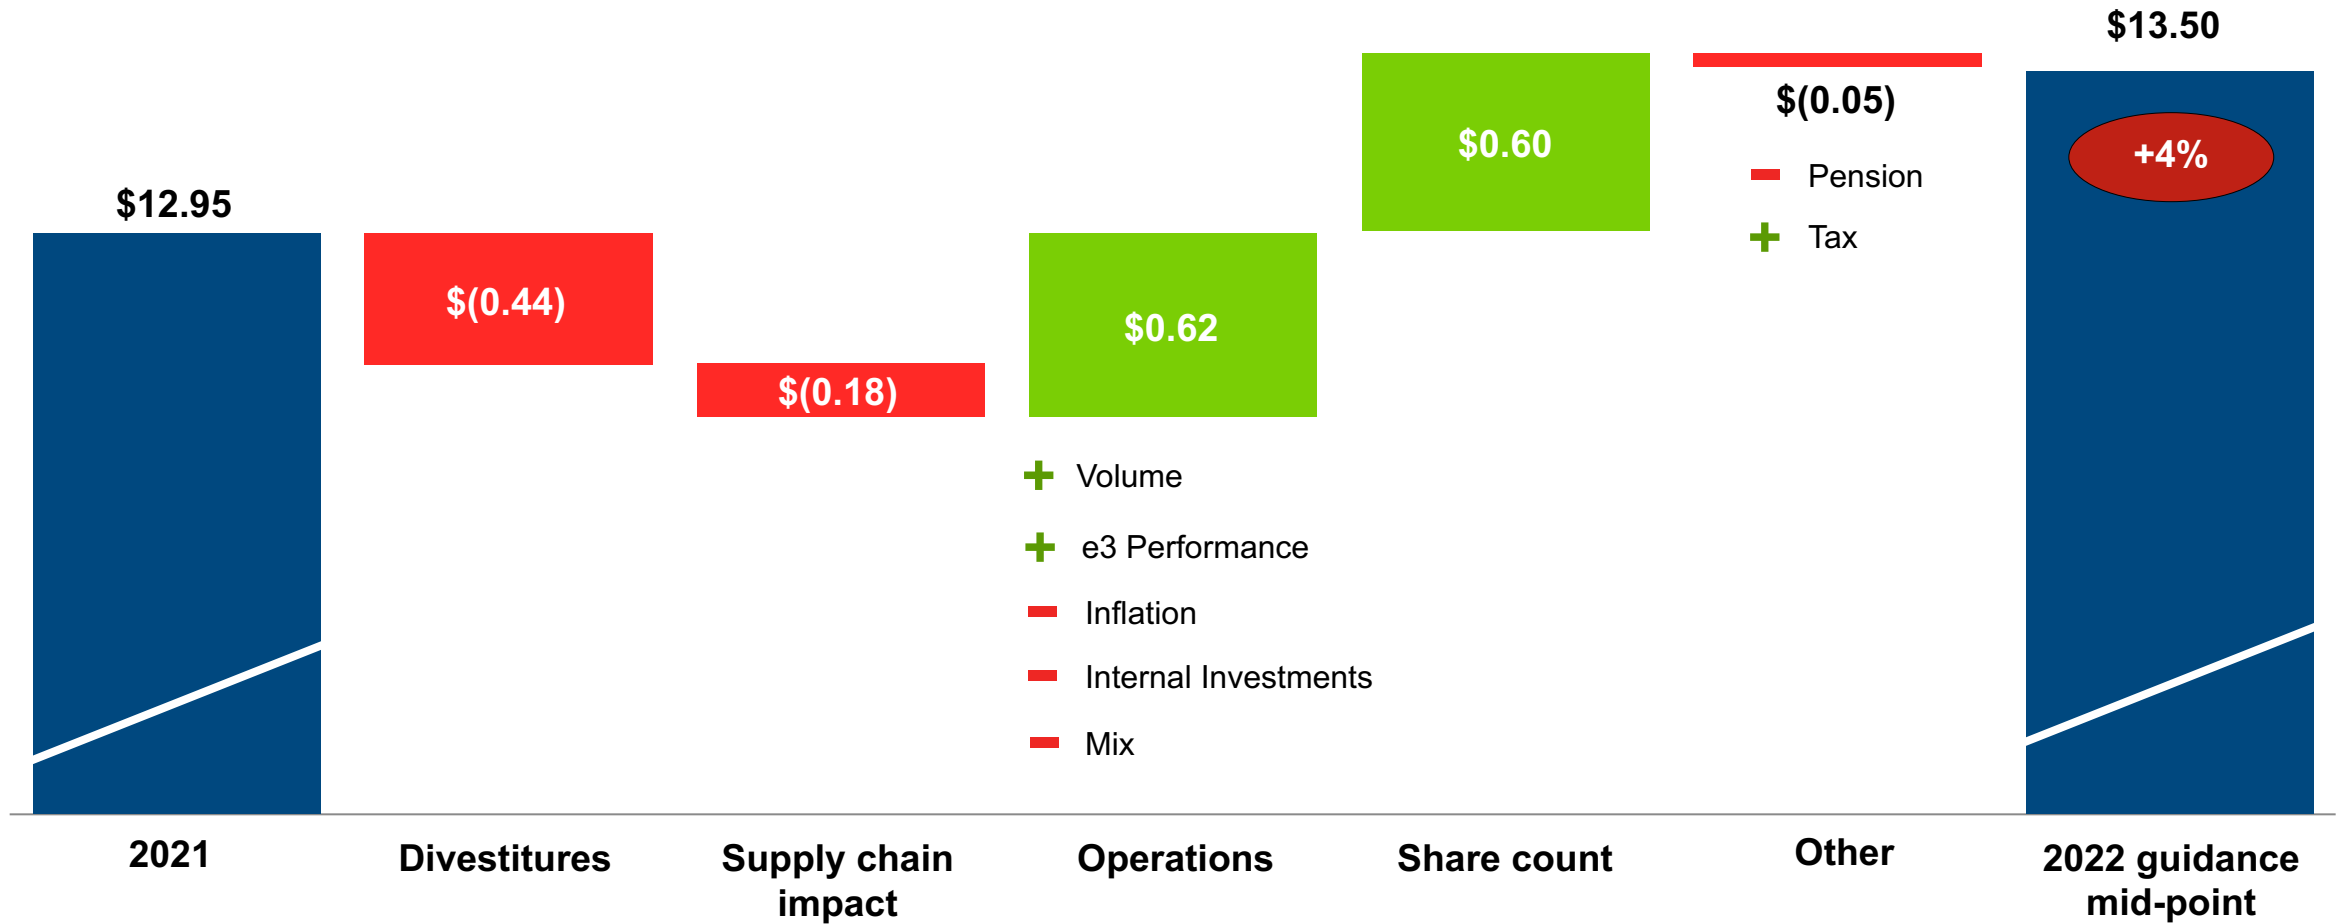 $12.95
$(0.44)
$(0.18)
$0.62
+ Volume
+ e3 Performance
- Inflation
- Internal Investments
- Mix
$0.60
$(0.05)
- Pension
+ Tax
$13.50
+4%
2021
Divestitures
Supply chain
impact
Operations
Share count
Other
2022 guidance
mid-point